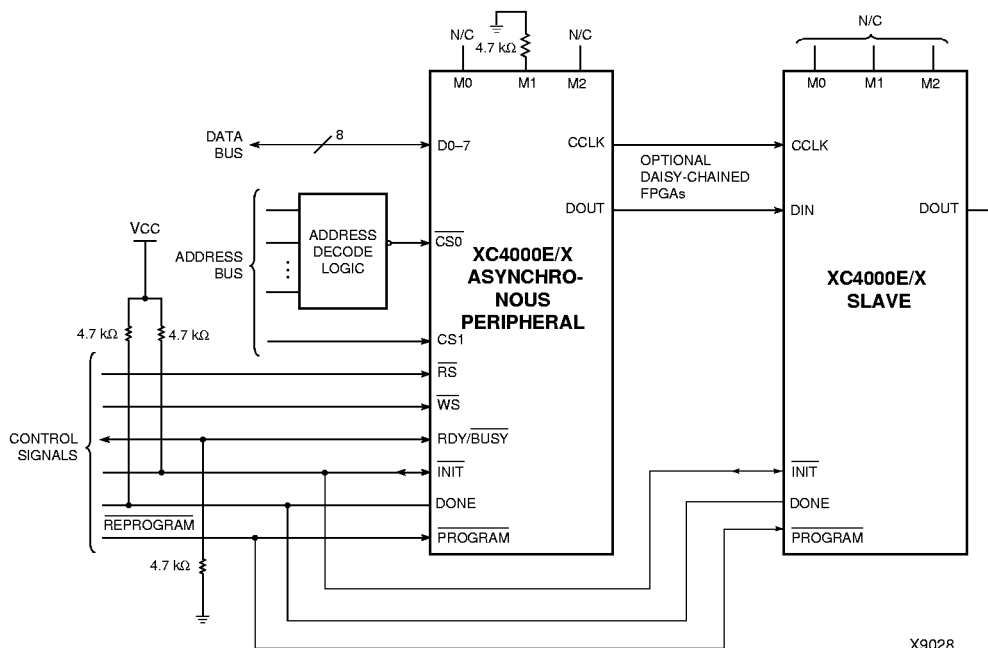 N/C
4.7 kΩ
N/C
N/C
M0
M1
M2
M0
M1
M2
DATA
BUS
8
D0–7
CCLK
CCLK
OPTIONAL
DAISY-CHAINED
FPGAs
DOUT
DIN
DOUT
VCC
ADDRESS
BUS
ADDRESS
DECODE
LOGIC
CS0
XC4000E/X
ASYNCHRO-
NOUS
PERIPHERAL
XC4000E/X
SLAVE
4.7 kΩ
4.7 kΩ
CS1
RS
WS
CONTROL
SIGNALS
RDY/BUSY
INIT
INIT
DONE
DONE
REPROGRAM
PROGRAM
PROGRAM
4.7 kΩ
X9028